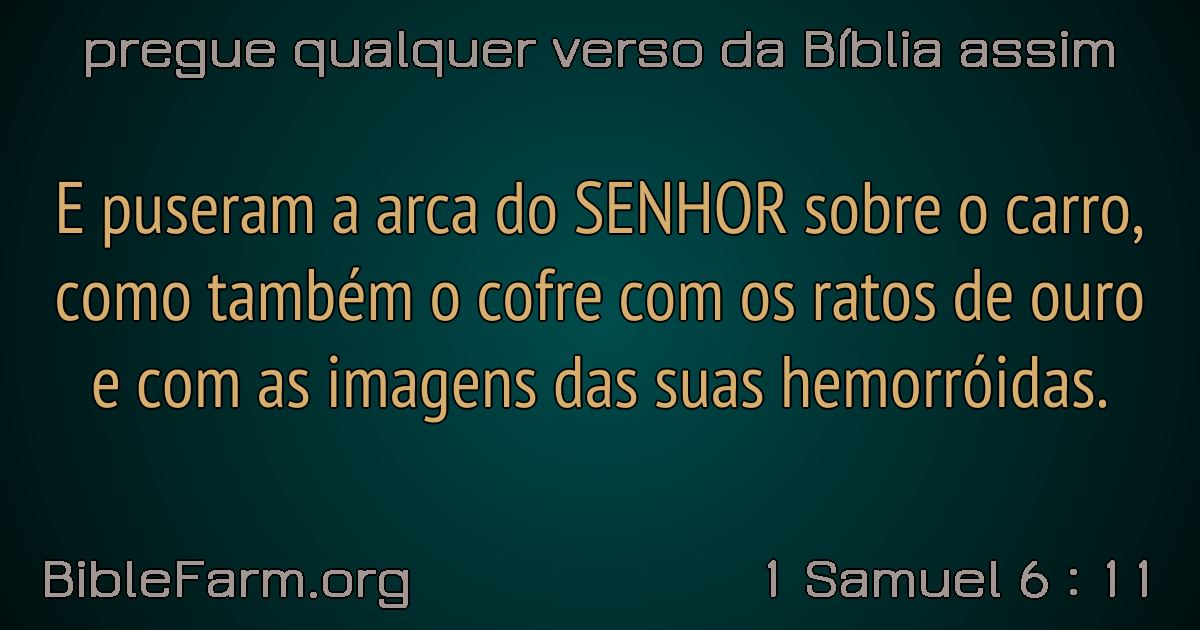 pregue qualquer verso da Bíblia assim
E puseram a arca do SENHOR sobre o carro,
como também o cofre com os ratos de ouro
e com as imagens das suas hemorróidas.
BibleFarm.org
1 Samuel 6 : 11